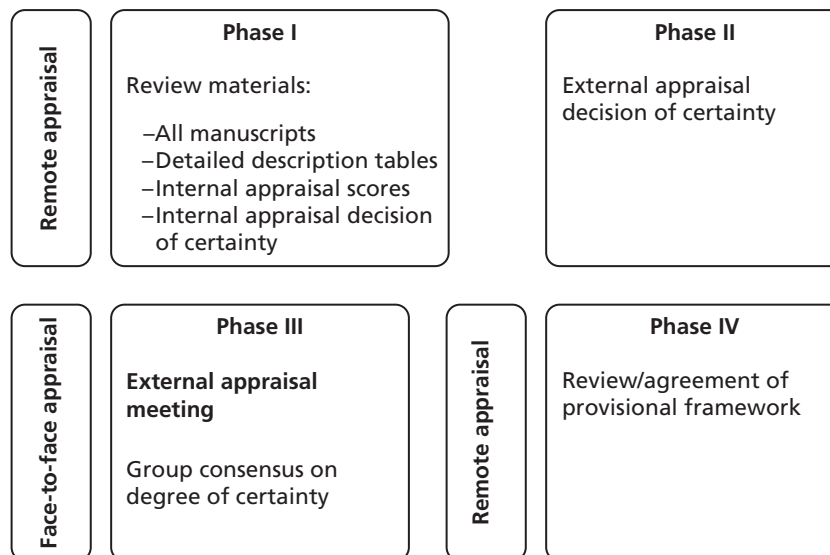 Remote appraisal
Phase I
Review materials:
–All manuscripts
–Detailed description tables
–Internal appraisal scores
–Internal appraisal decision
of certainty
Phase II
External appraisal
decision of certainty
Face-to-face appraisal
Phase III
External appraisal
meeting
Group consensus on
degree of certainty
Remote appraisal
Phase IV
Review/agreement of
provisional framework